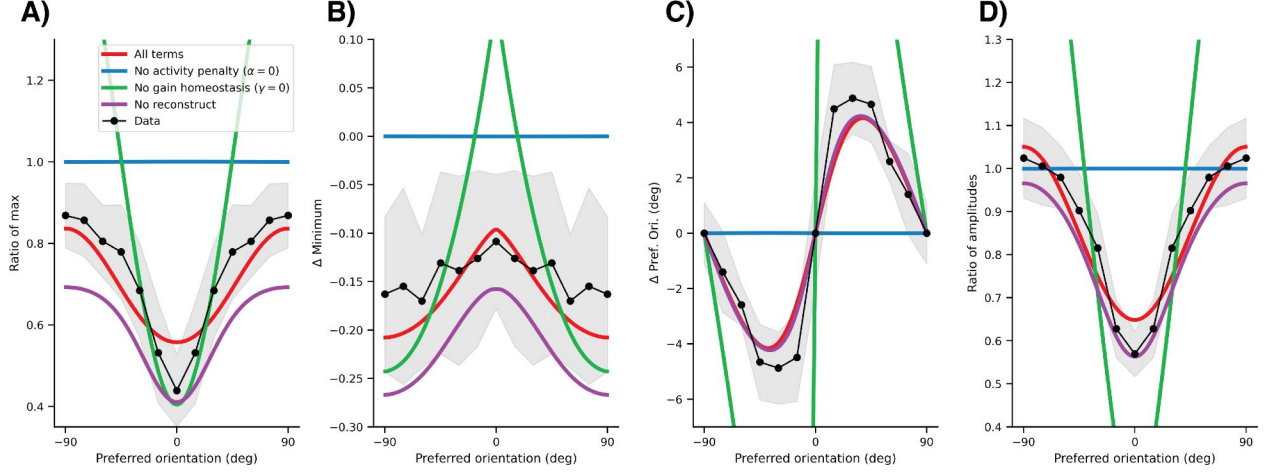 A)
Ratio of max
1.2
1.0
0.8
0.6
0.4
All terms
No activity penalty (α = 0)
No gain homeostasis (γ = 0)
No reconstruct
Data
−90
0
90
Preferred orientation (deg)
B)
Δ Minimum
0.10
0.05
0.00
−0.05
−0.10
−0.15
−0.20
−0.25
−0.30
−90
0
90
Preferred orientation (deg)
C)
Δ Pref. Ori. (deg)
6
4
2
0
−2
−4
−6
−90
0
90
Preferred orientation (deg)
D)
Ratio of amplitudes
1.3
1.2
1.1
1.0
0.9
0.8
0.7
0.6
0.5
0.4
−90
0
90
Preferred orientation (deg)